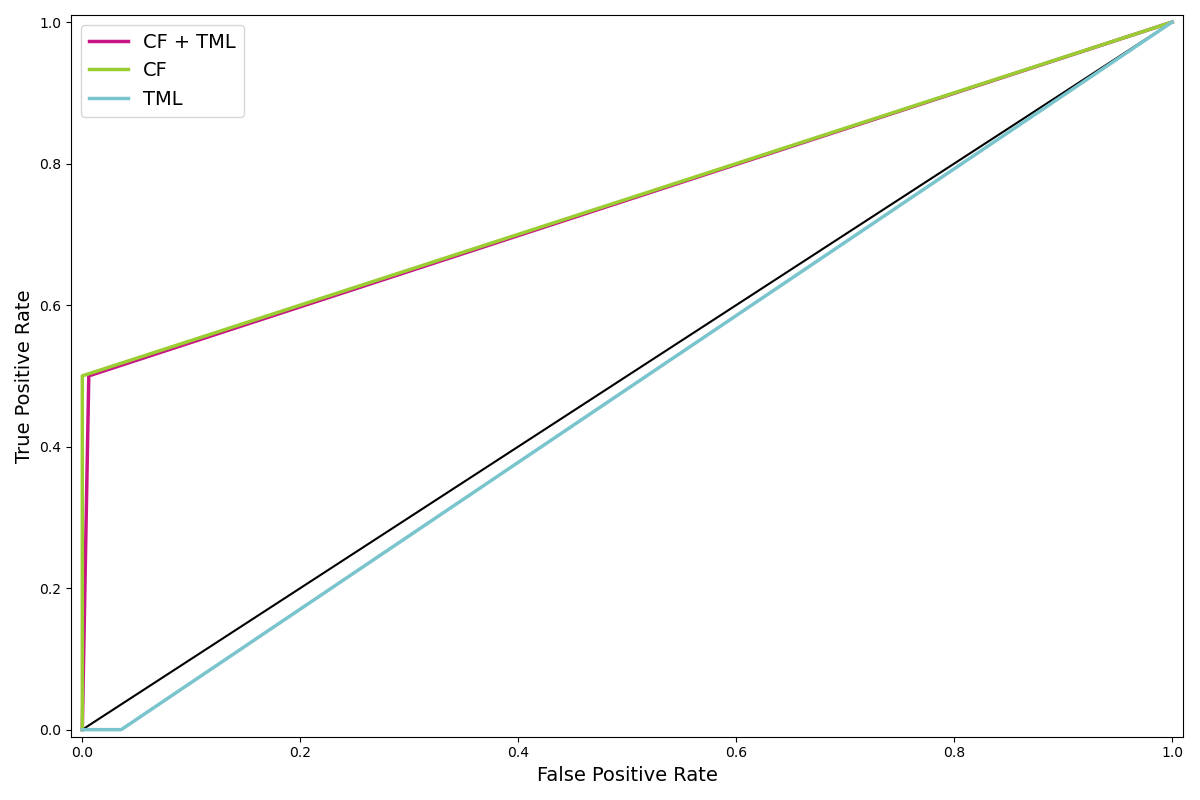 CF + TML
CF
TML
1.0
0.8
0.6
0.4
0.2
0.0
True Positive Rate
0.0 0.2 0.4 0.6 0.8 1.0
False Positive Rate